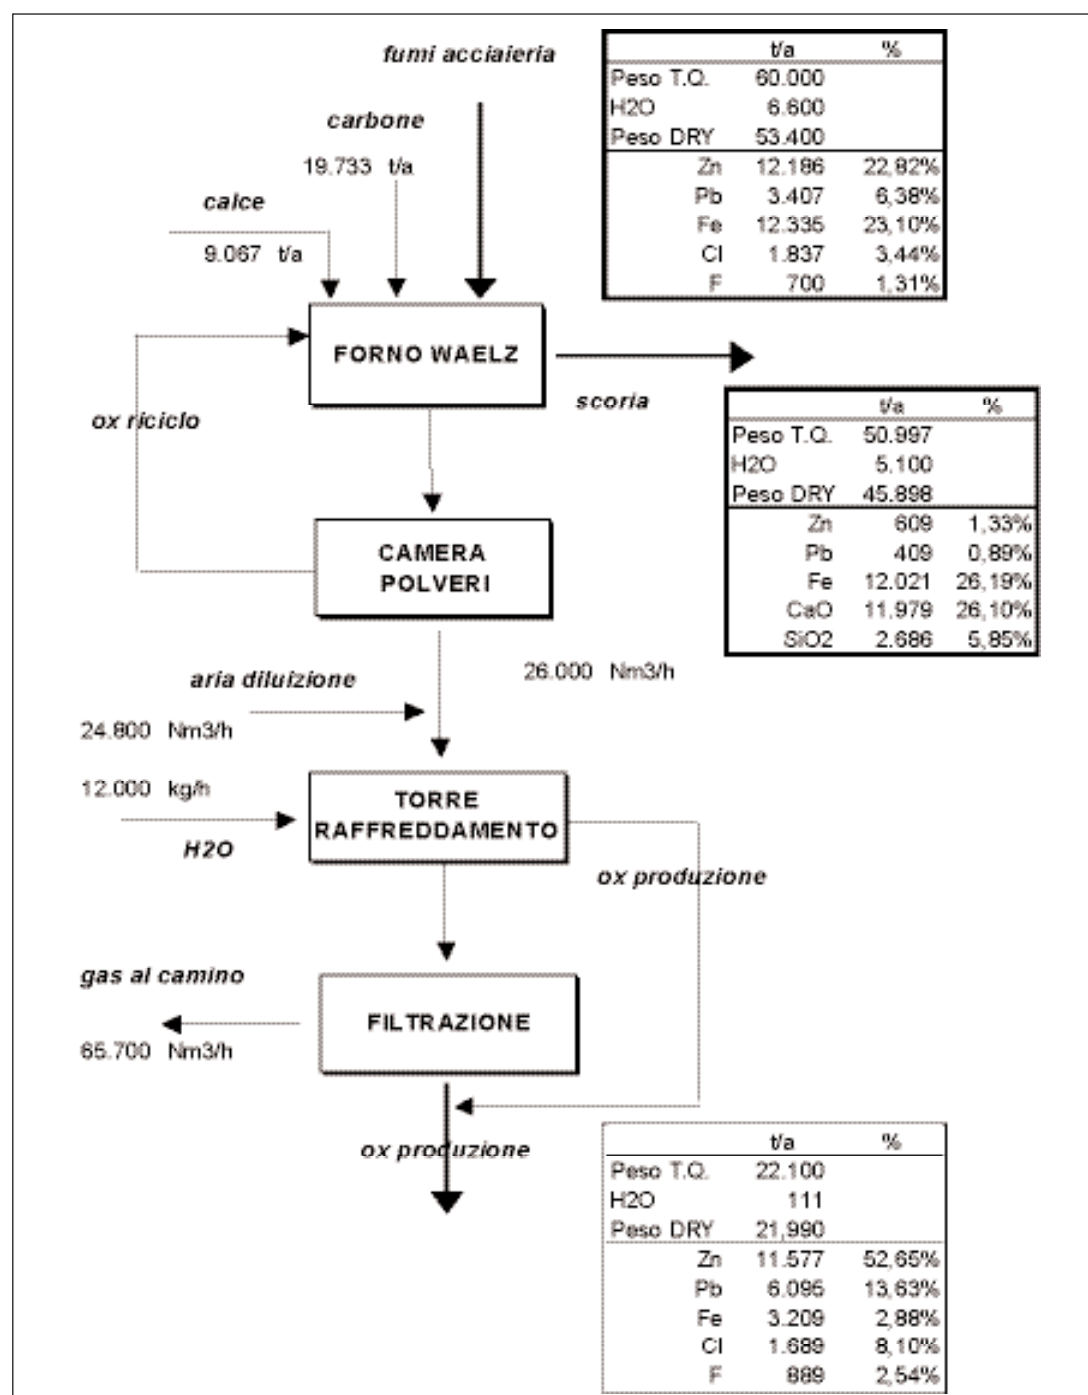 fumi acciaieria
t/a %
Peso T.Q. 60.000
H2O 6.600
Peso DRY 53.400
Zn 12.186 22,82%
Pb 3.407 6,38%
Fe 12.335 23,10%
Cl 1.837 3,44%
F 700 1,31%
carbone
19.733 t/a
calce
9.067 t/a
FORNO WAELZ
scoria
ox riciclo
t/a %
Peso T.Q. 50.997
H2O 5.100
Peso DRY 45.898
Zn 609 1,33%
Pb 409 0,89%
Fe 12.021 26,19%
CaO 11.979 26,10%
SiO2 2.686 5,85%
CAMERA
POLVERI
26.000 Nm3/h
aria diluizione
24.800 Nm3/h
12.000 kg/h
H2O
TORRE
RAFFREDDAMENTO
ox produzione
gas al camino
65.700 Nm3/h
FILTRAZIONE
ox produzione
t/a %
Peso T.Q. 22.100
H2O 111
Peso DRY 21,990
Zn 11.577 52,65%
Pb 6.095 13,63%
Fe 3.209 2,88%
Cl 1.689 8,10%
F 889 2,54%